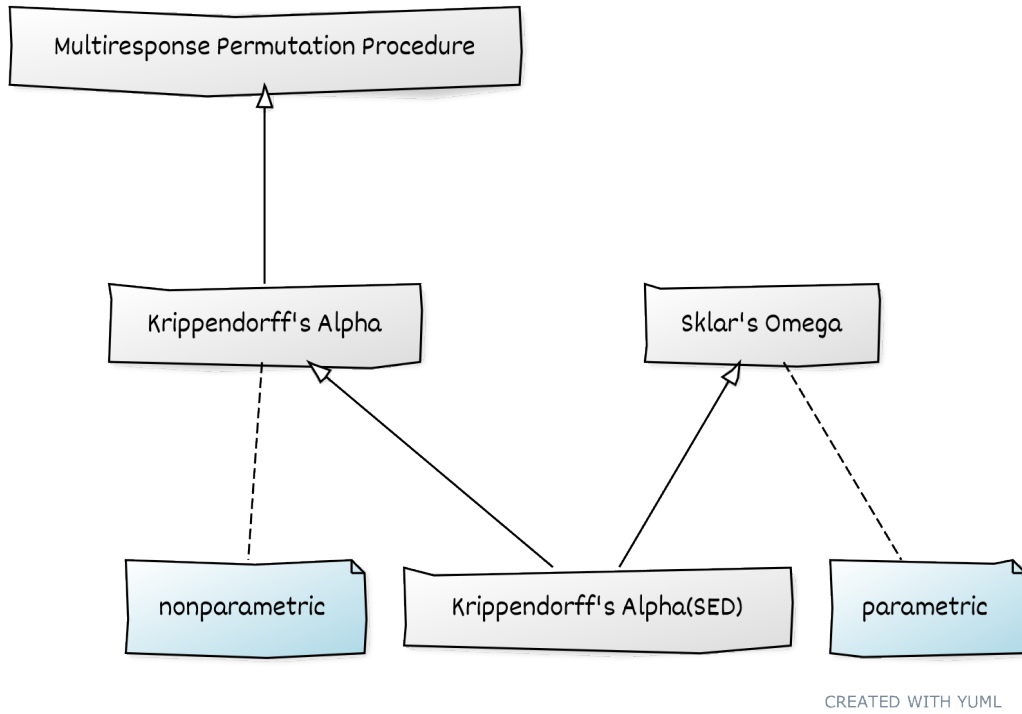 Multiresponse Permutation Procedure
Krippendorff's Alpha
Sklar's Omega
nonparametric
Krippendorff's Alpha(SED)
parametric
CREATED WITH YUML